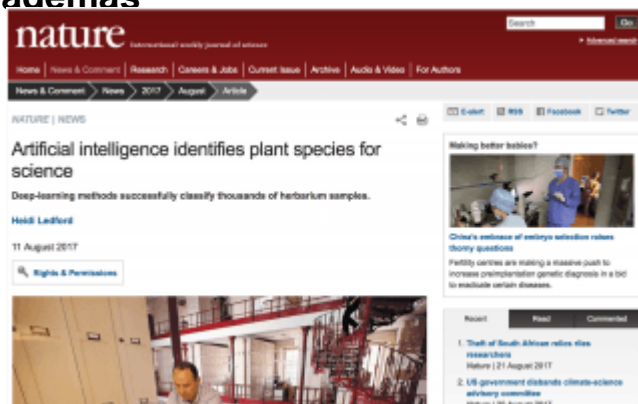 nature International weekly journal of science
Search Go
Advanced search
Home News & Comment Research Careers & Jobs Current Issue Archive Audio & Video For Authors
News & Comment News 2017 August Article
E-alert RSS Facebook Twitter
NATURE | NEWS
Artificial intelligence identifies plant species for
science
Deep-learning methods successfully classify thousands of herbarium samples.
Heidi Ledford
11 August 2017
Rights & Permissions
Making better babies?
China's embrace of embryo selection raises
thorny questions
Fertility centres are making a massive push to
increase preimplantation genetic diagnosis in a bid
to eradicate certain diseases.
Recent Read Commented
1. Theft of South African relics riles
researchers
Nature | 21 August 2017
2. US government disbands climate-science
advisory committee